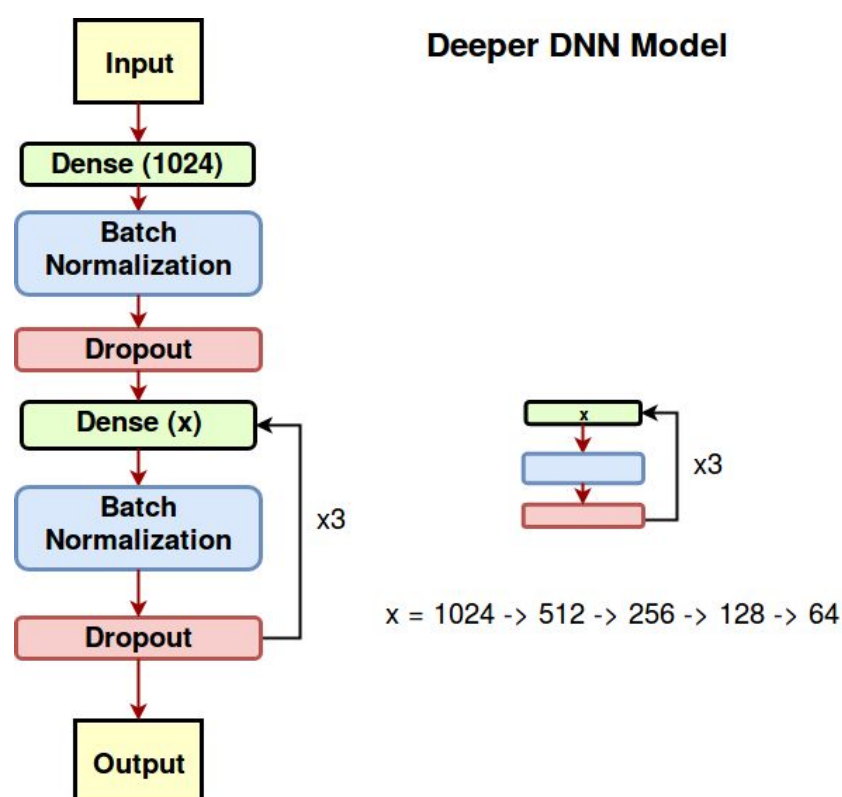 Deeper DNN Model
Input
Dense (1024)
Batch
Normalization
Dropout
Dense (x)
Batch
Normalization
x3
Dropout
Output
x
x3
x = 1024 -> 512 -> 256 -> 128 -> 64